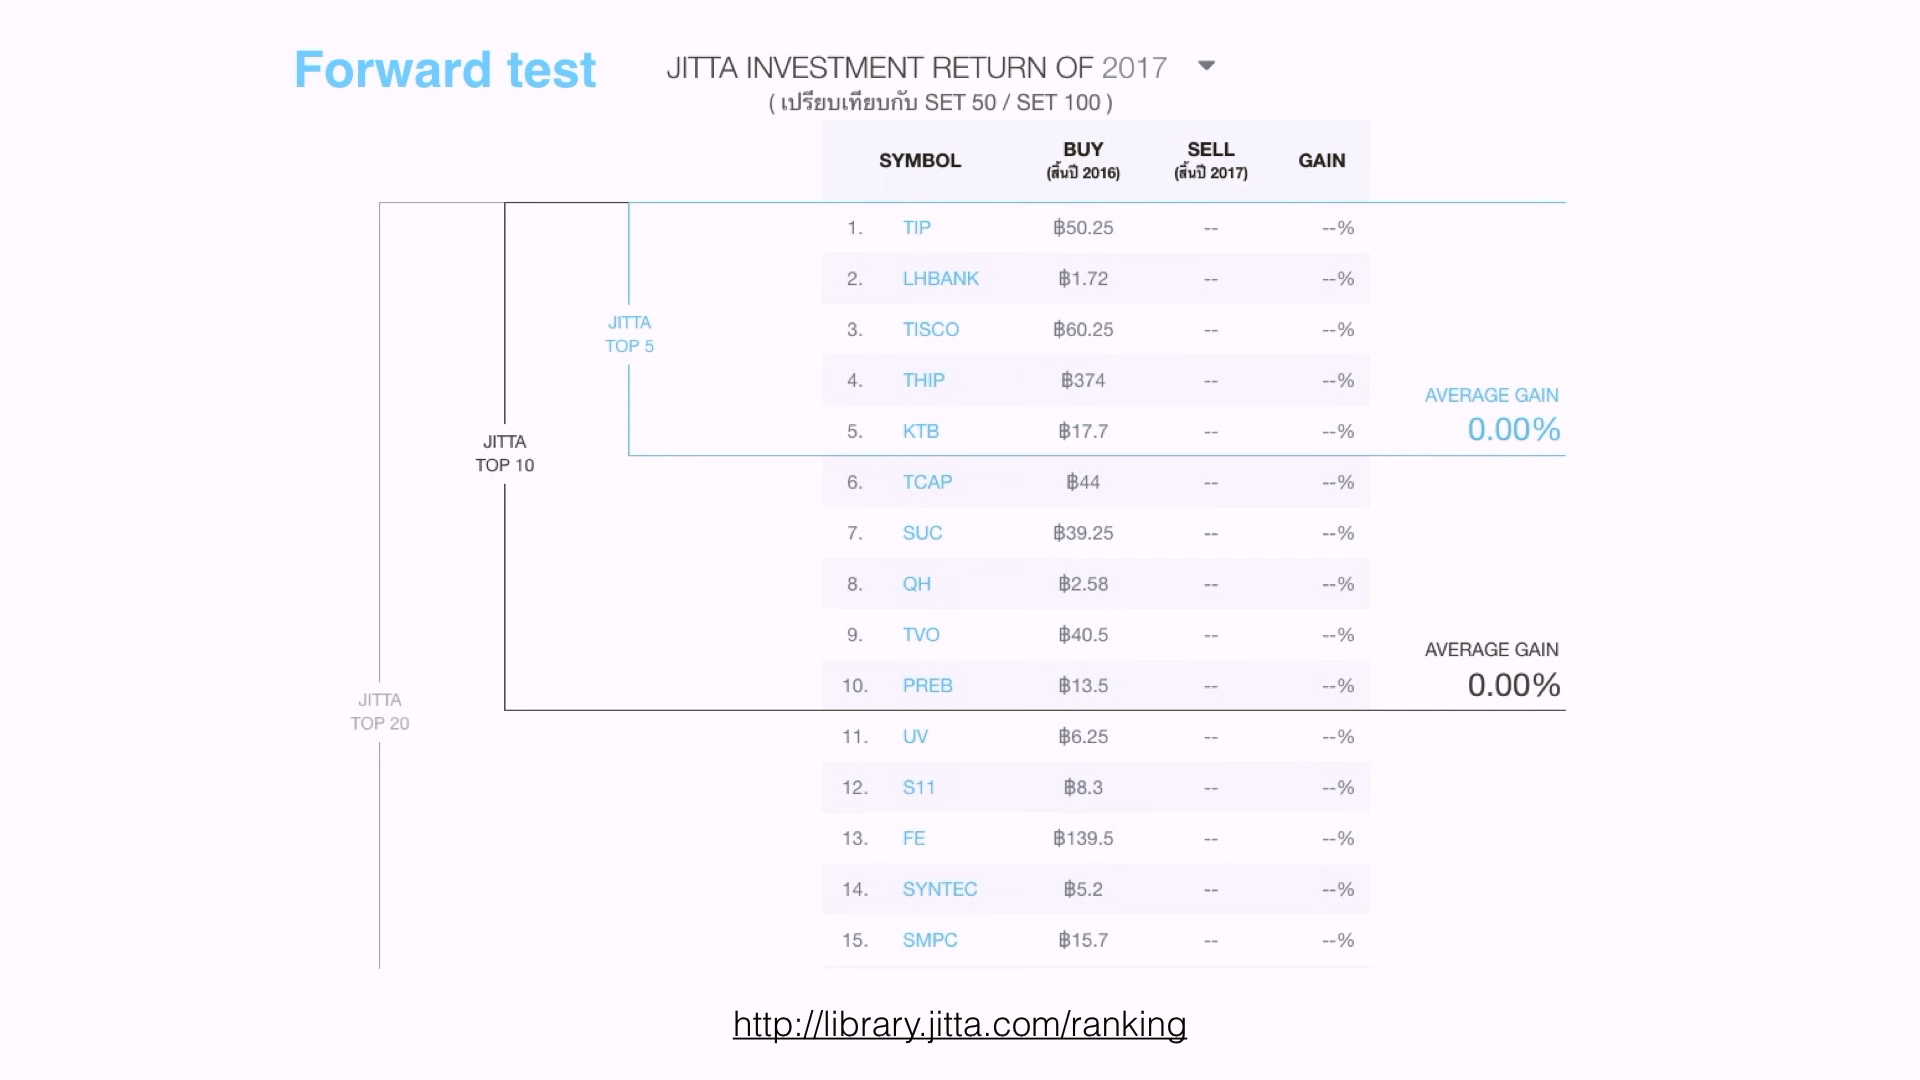 Forward test
JITTA INVESTMENT RETURN OF 2017
( เปรียบเทียบกับ SET 50 / SET 100 )
SYMBOL BUY SELL GAIN
(สิ้นปี 2016) (สิ้นปี 2017)
1. TIP ฿50.25 -- --%
2. LHBANK ฿1.72 -- --%
JITTA
TOP 5
3. TISCO ฿60.25 -- --%
4. THIP ฿374 -- --%
AVERAGE GAIN
0.00%
5. KTB ฿17.7 -- --%
JITTA
TOP 10
6. TCAP ฿44 -- --%
7. SUC ฿39.25 -- --%
8. QH ฿2.58 -- --%
9. TVO ฿40.5 -- --%
AVERAGE GAIN
0.00%
10. PREB ฿13.5 -- --%
JITTA
TOP 20
11. UV ฿6.25 -- --%
12. S11 ฿8.3 -- --%
13. FE ฿139.5 -- --%
14. SYNTEC ฿5.2 -- --%
15. SMPC ฿15.7 -- --%
http://library.jitta.com/ranking